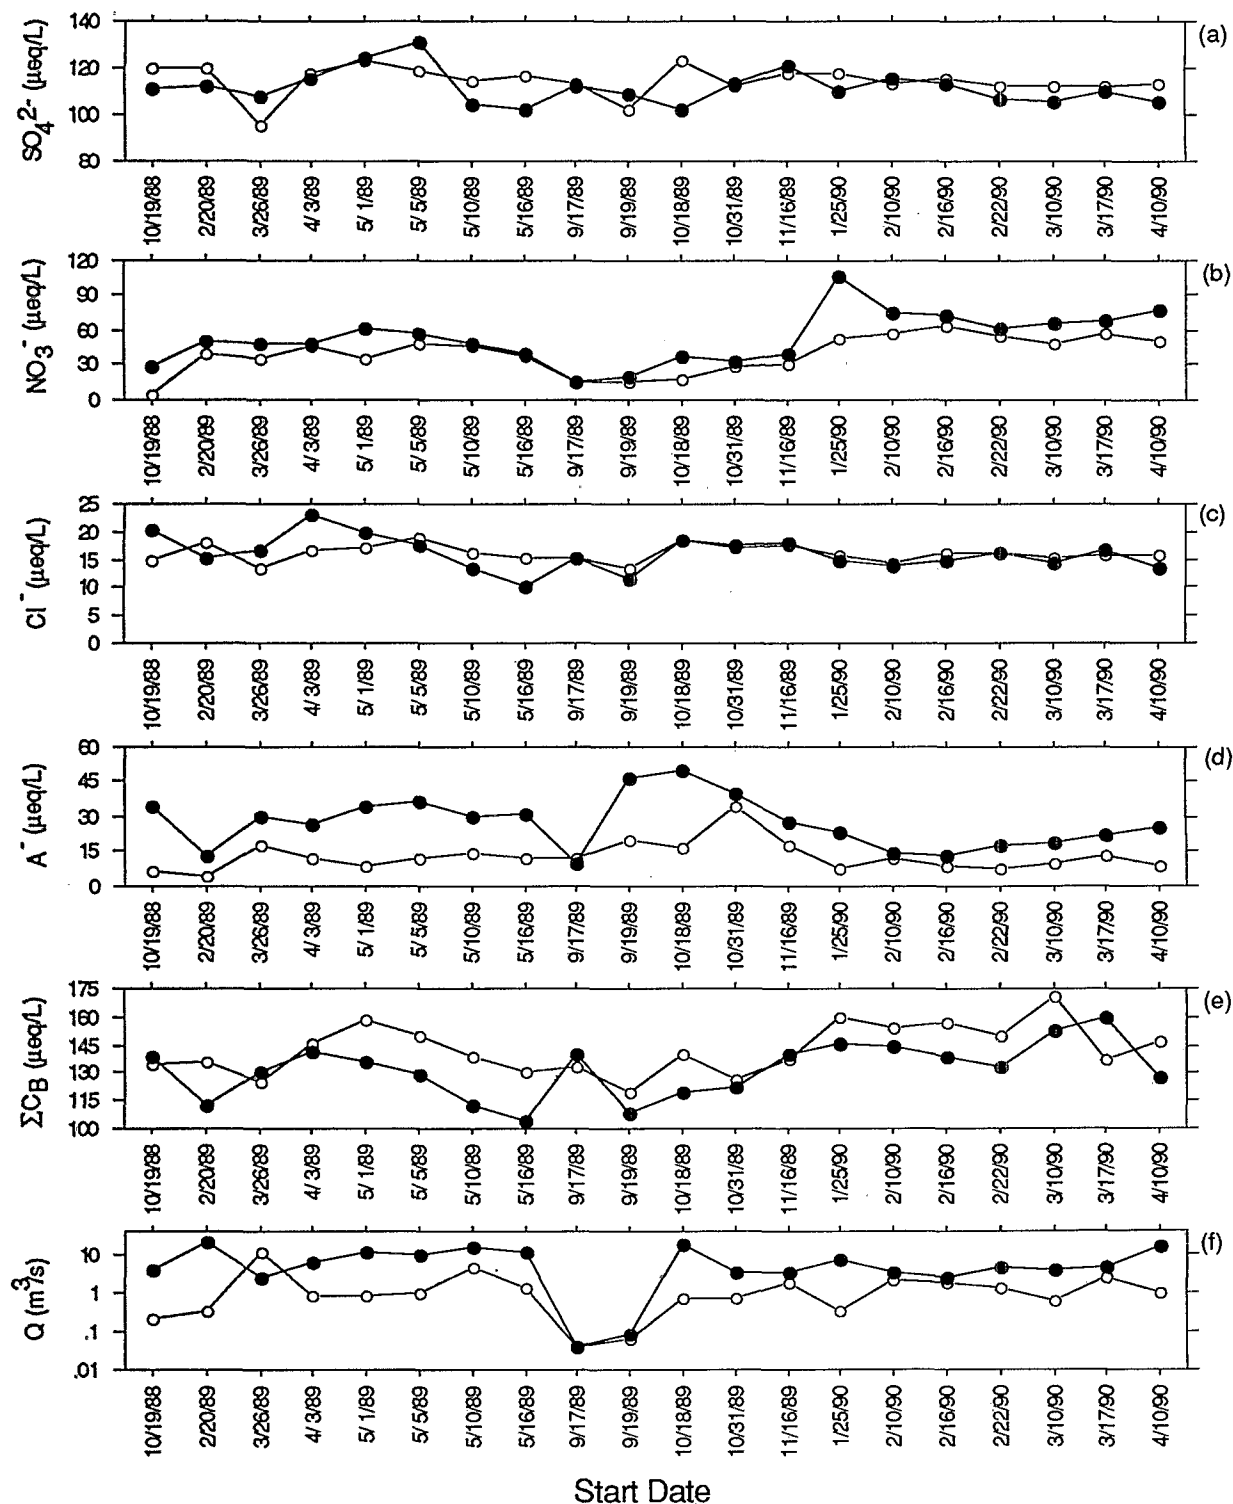 (a)
SO₄²⁻ (µeq/L)
140
120
100
80
10/19/88 2/20/89 3/26/89 4/ 3/89 5/ 1/89 5/ 5/89 5/10/89 5/16/89 9/17/89 9/19/89 10/18/89 10/31/89 11/16/89 1/25/90 2/10/90 2/16/90 2/22/90 3/10/90 3/17/90 4/10/90
(b)
NO₃⁻ (µeq/L)
120
90
60
30
0
10/19/88 2/20/89 3/26/89 4/ 3/89 5/ 1/89 5/ 5/89 5/10/89 5/16/89 9/17/89 9/19/89 10/18/89 10/31/89 11/16/89 1/25/90 2/10/90 2/16/90 2/22/90 3/10/90 3/17/90 4/10/90
(c)
Cl⁻ (µeq/L)
25
20
15
10
5
0
10/19/88 2/20/89 3/26/89 4/ 3/89 5/ 1/89 5/ 5/89 5/10/89 5/16/89 9/17/89 9/19/89 10/18/89 10/31/89 11/16/89 1/25/90 2/10/90 2/16/90 2/22/90 3/10/90 3/17/90 4/10/90
(d)
A⁻ (µeq/L)
60
45
30
15
0
10/19/88 2/20/89 3/26/89 4/ 3/89 5/ 1/89 5/ 5/89 5/10/89 5/16/89 9/17/89 9/19/89 10/18/89 10/31/89 11/16/89 1/25/90 2/10/90 2/16/90 2/22/90 3/10/90 3/17/90 4/10/90
(e)
ΣC_B (µeq/L)
175
160
145
130
115
100
10/19/88 2/20/89 3/26/89 4/ 3/89 5/ 1/89 5/ 5/89 5/10/89 5/16/89 9/17/89 9/19/89 10/18/89 10/31/89 11/16/89 1/25/90 2/10/90 2/16/90 2/22/90 3/10/90 3/17/90 4/10/90
(f)
Q (m³/s)
10
1
.1
.01
10/19/88 2/20/89 3/26/89 4/ 3/89 5/ 1/89 5/ 5/89 5/10/89 5/16/89 9/17/89 9/19/89 10/18/89 10/31/89 11/16/89 1/25/90 2/10/90 2/16/90 2/22/90 3/10/90 3/17/90 4/10/90
Start Date